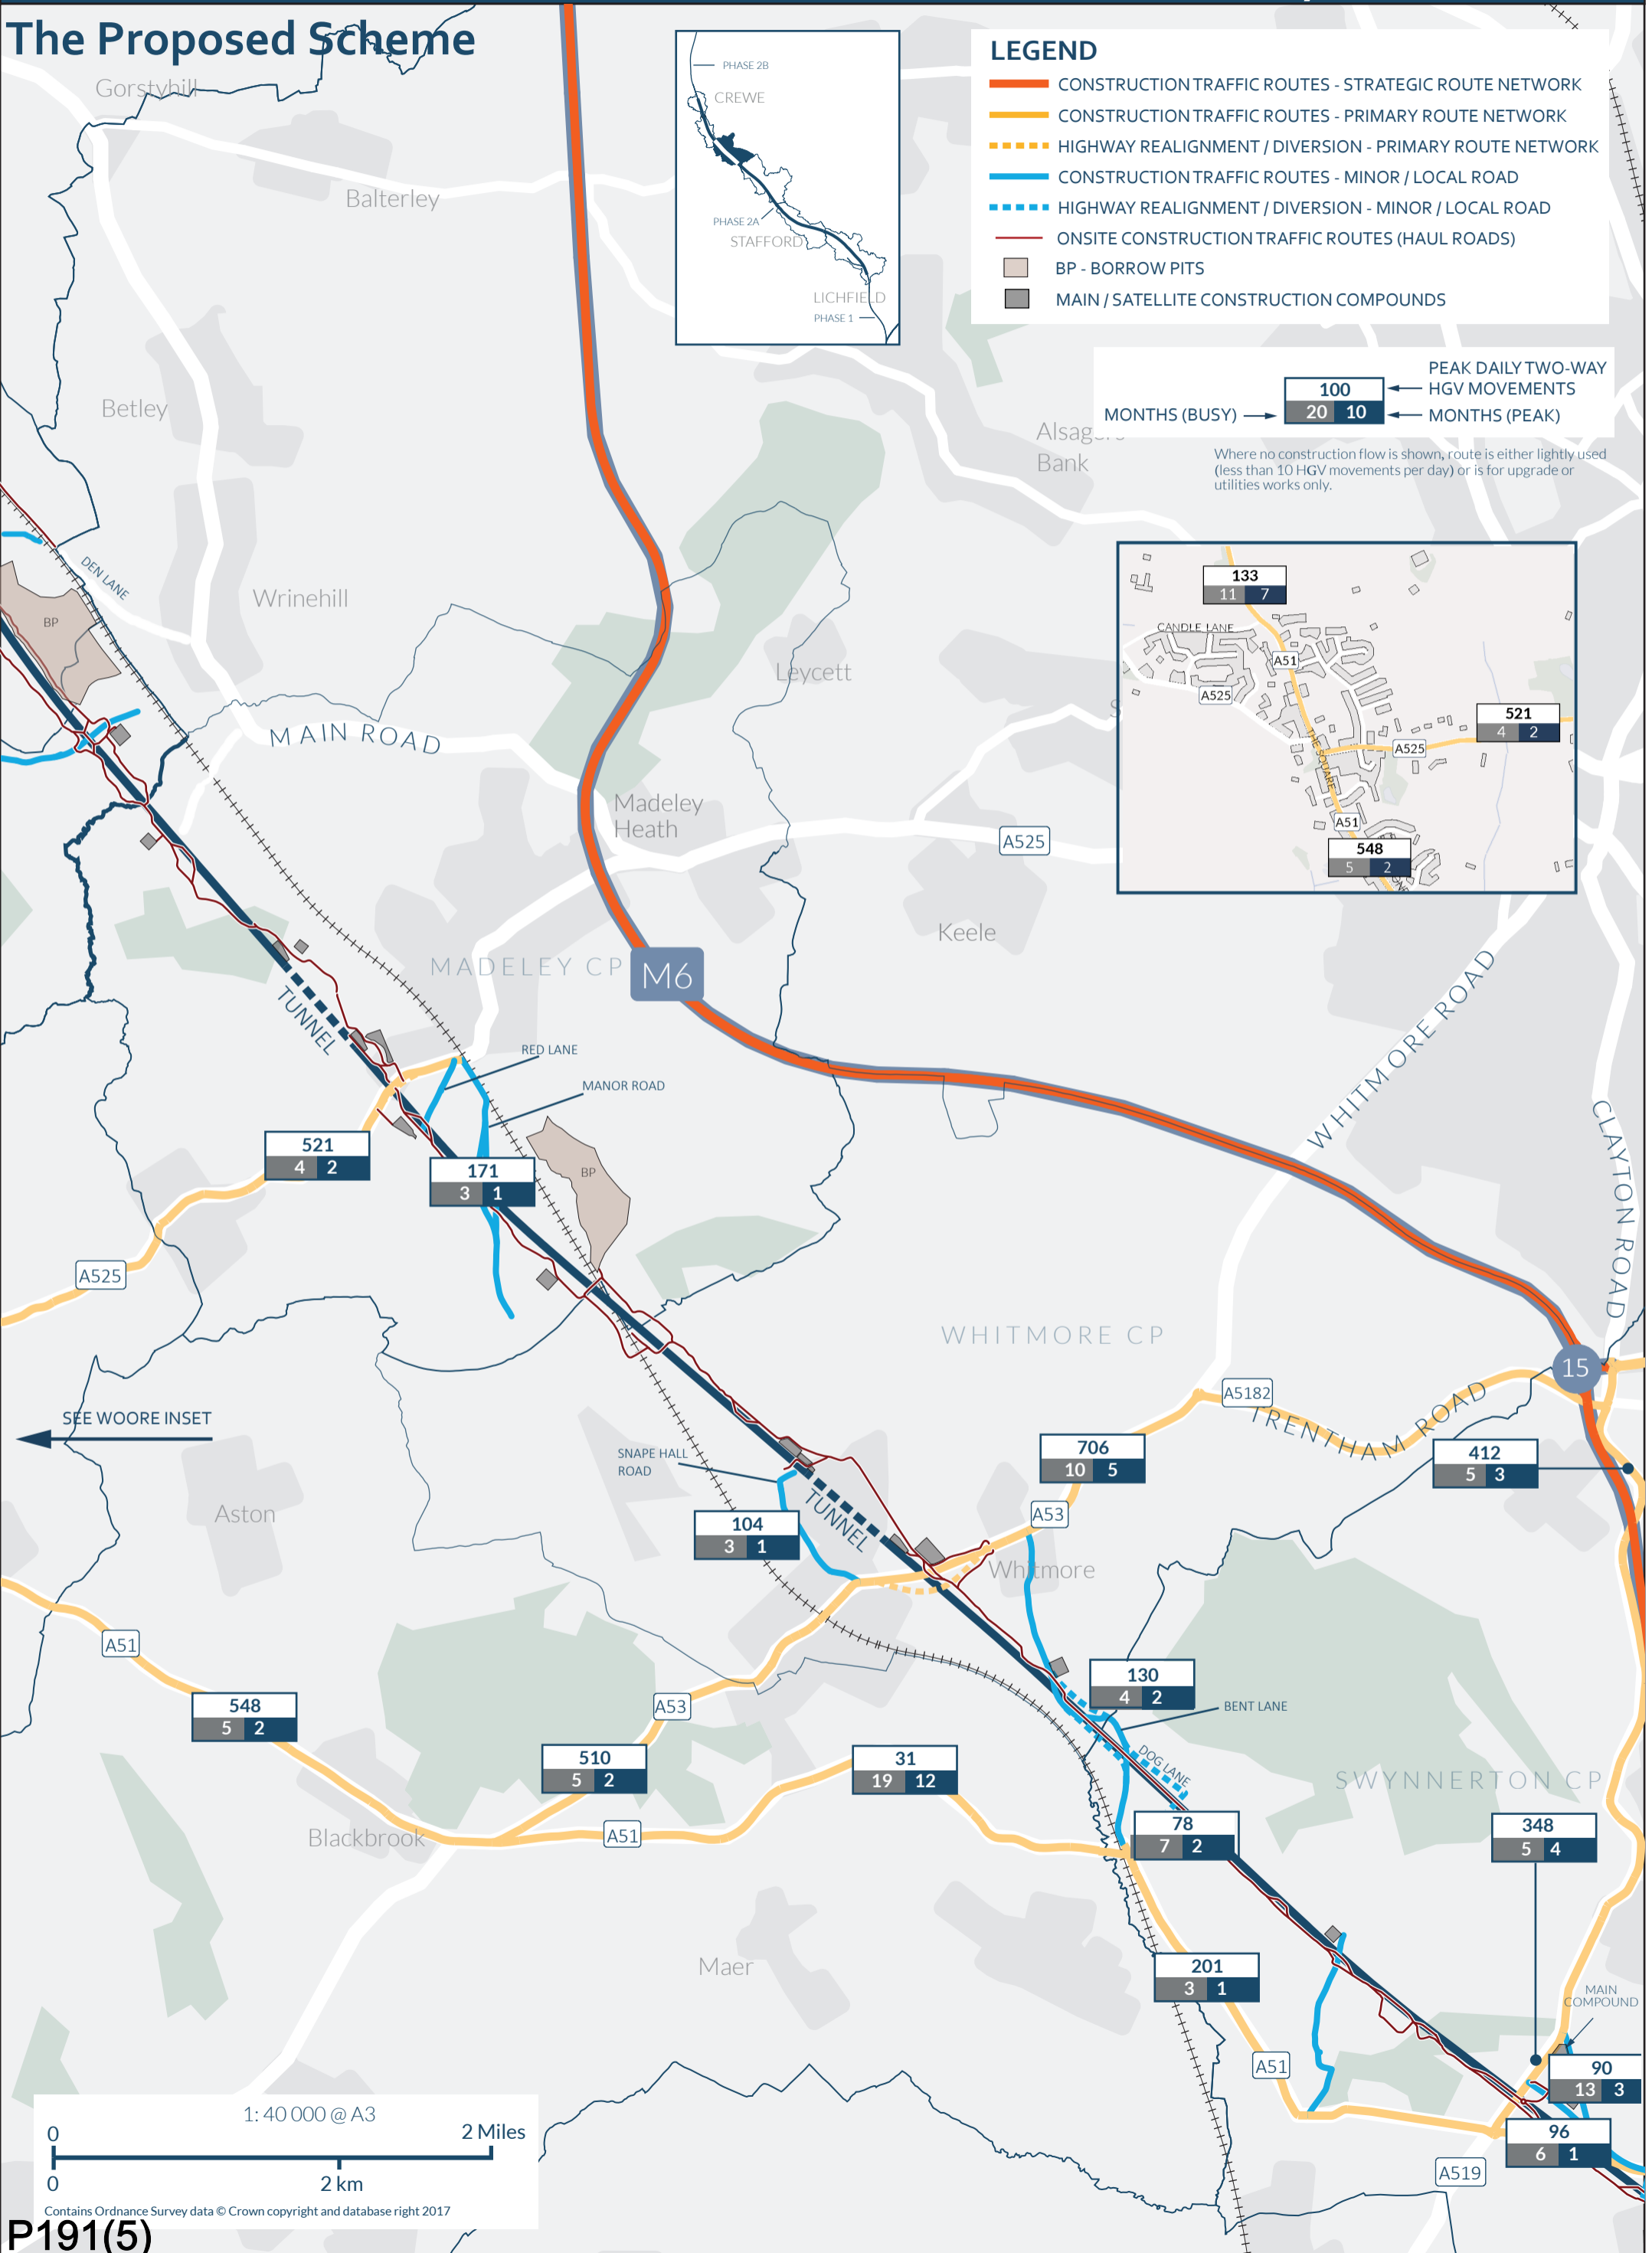 The Proposed Scheme
Gorstyhill
Balterley
Betley
DEN LANE
Wrinehill
BP
MAIN ROAD
PHASE 2B
CREWE
PHASE 2A
STAFFORD
LICHFIELD
PHASE 1
LEGEND
CONSTRUCTION TRAFFIC ROUTES - STRATEGIC ROUTE NETWORK
CONSTRUCTION TRAFFIC ROUTES - PRIMARY ROUTE NETWORK
HIGHWAY REALIGNMENT / DIVERSION - PRIMARY ROUTE NETWORK
CONSTRUCTION TRAFFIC ROUTES - MINOR / LOCAL ROAD
HIGHWAY REALIGNMENT / DIVERSION - MINOR / LOCAL ROAD
ONSITE CONSTRUCTION TRAFFIC ROUTES (HAUL ROADS)
BP - BORROW PITS
MAIN / SATELLITE CONSTRUCTION COMPOUNDS
PEAK DAILY TWO-WAY
HGV MOVEMENTS
100
MONTHS (BUSY)
20 10
MONTHS (PEAK)
Where no construction flow is shown, route is either lightly used
(less than 10 HGV movements per day) or is for upgrade or
utilities works only.
Bank
133
11 7
CANDLE LANE
A51
A525
521
4 2
A525
THE SQUARE
A51
548
5 2
Leycett
Madeley
Heath
A525
Keele
MADELEY CP
M6
TUNNEL
RED LANE
MANOR ROAD
WHITMORE ROAD
CLAYTON ROAD
521
4 2
171
3 1
BP
A525
WHITMORE CP
15
A5182
TRENTHAM ROAD
SEE WOORE INSET
SNAPE HALL
ROAD
706
10 5
412
5 3
Aston
TUNNEL
104
3 1
A53
Whitmore
A51
548
5 2
A53
130
4 2
BENT LANE
DOG LANE
510
5 2
31
19 12
SWYNNERTON CP
Blackbrook
A51
78
7 2
348
5 4
Maer
201
3 1
MAIN
COMPOUND
A51
90
13 3
96
6 1
A519
1: 40 000 @ A3
0 2 Miles
0 2 km
Contains Ordnance Survey data © Crown copyright and database right 2017
P191(5)